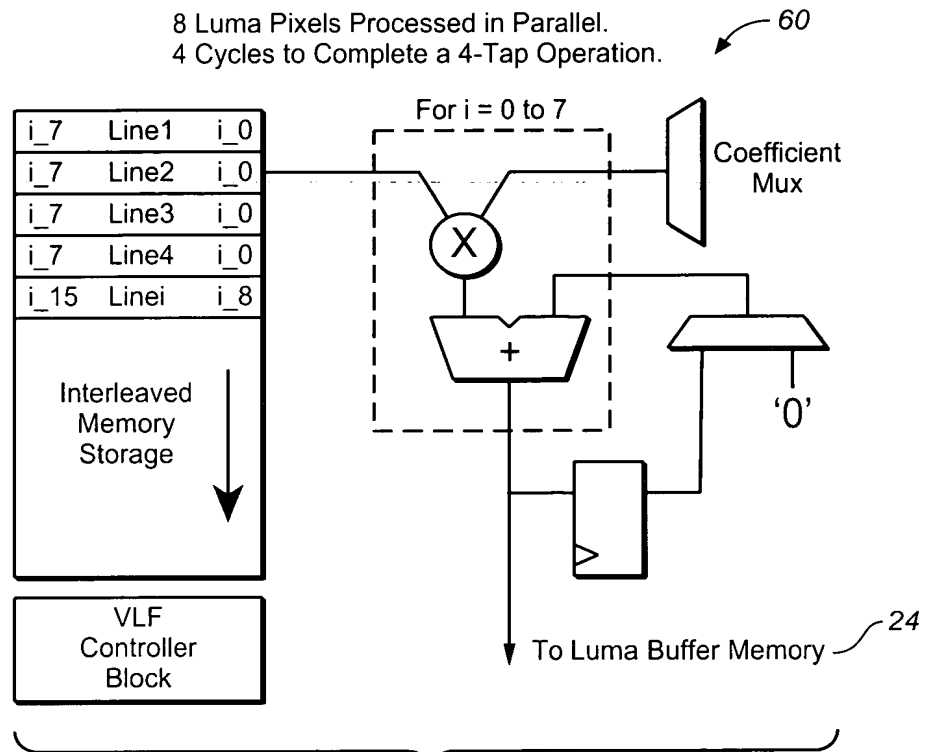 8 Luma Pixels Processed in Parallel.
4 Cycles to Complete a 4-Tap Operation.
60
For i = 0 to 7
i_7 Line1 i_0
i_7 Line2 i_0
i_7 Line3 i_0
i_7 Line4 i_0
i_15 Linei i_8
Coefficient
Mux
X
+
'0'
Interleaved
Memory
Storage
VLF
Controller
Block
To Luma Buffer Memory
24